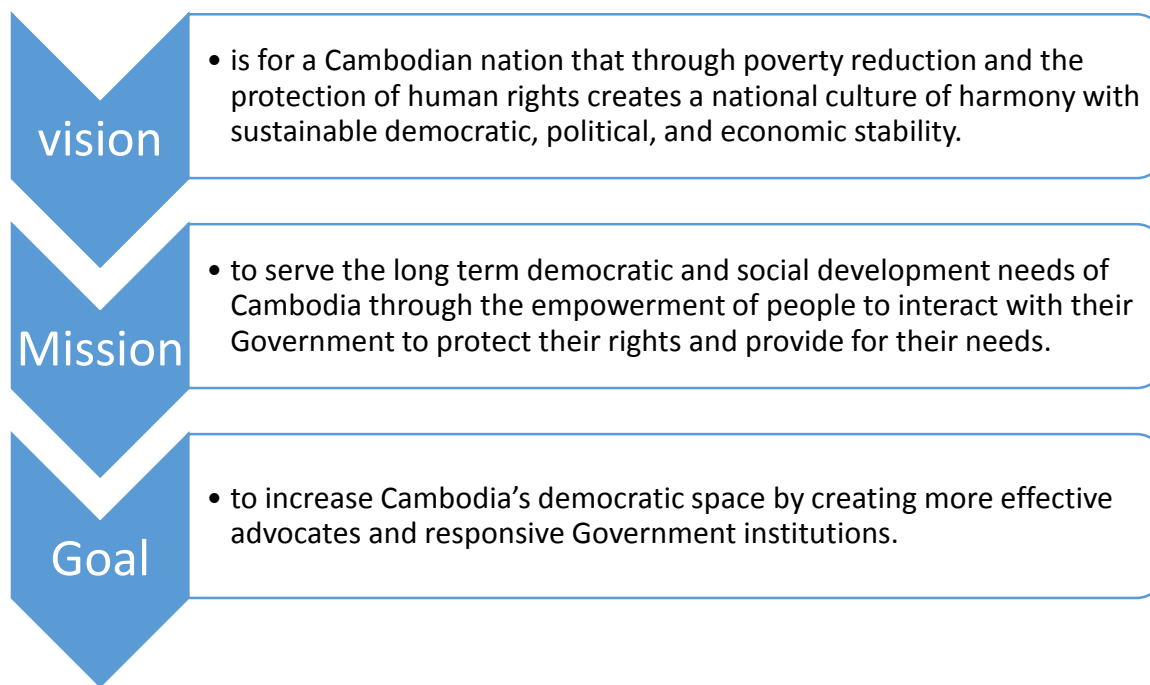 vision
• is for a Cambodian nation that through poverty reduction and the
protection of human rights creates a national culture of harmony with
sustainable democratic, political, and economic stability.
Mission
• to serve the long term democratic and social development needs of
Cambodia through the empowerment of people to interact with their
Government to protect their rights and provide for their needs.
Goal
• to increase Cambodia’s democratic space by creating more effective
advocates and responsive Government institutions.